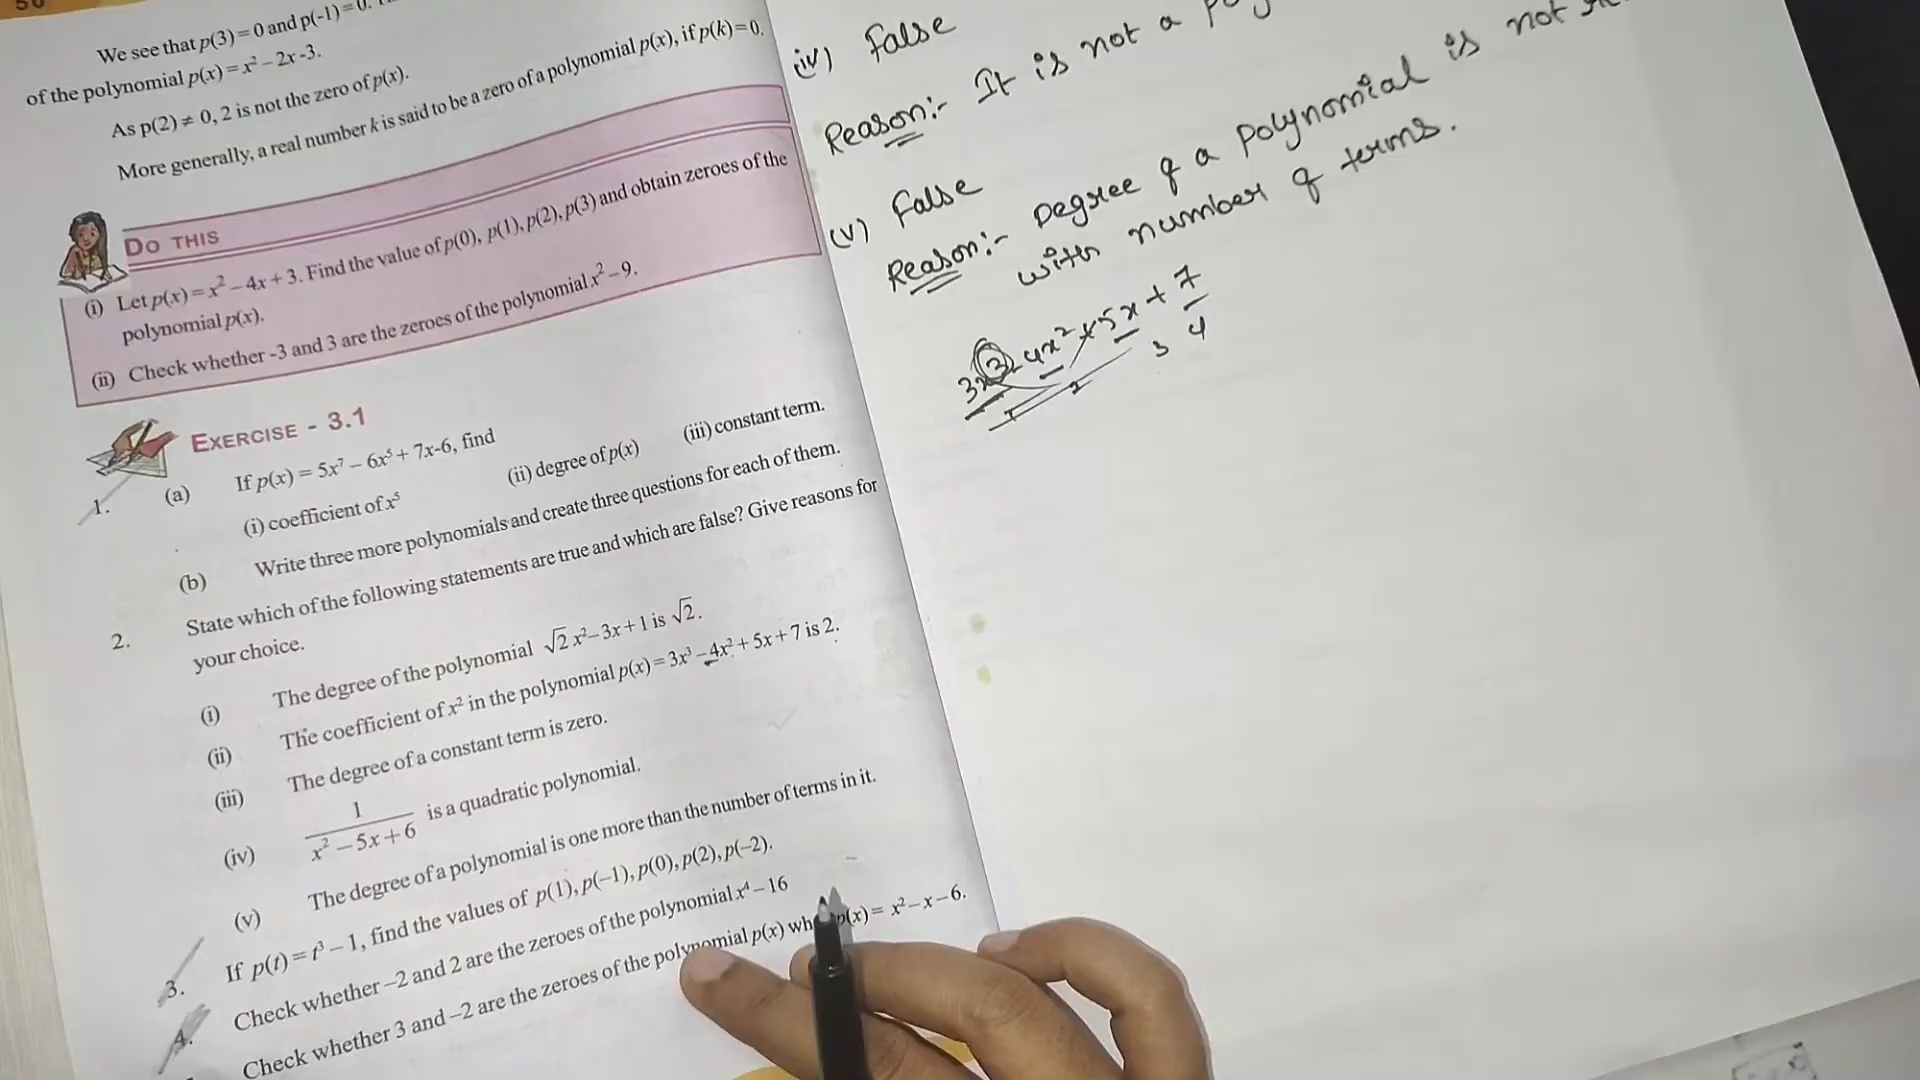 We see that p(3) = 0 and p(-1) = 0.
of the polynomial p(x) = x² – 2x -3.
As p(2) ≠ 0, 2 is not the zero of p(x).
More generally, a real number k is said to be a zero of a polynomial p(x), if p(k) = 0.
DO THIS
(i) Let p(x) = x² – 4x + 3. Find the value of p(0), p(1), p(2), p(3) and obtain zeroes of the
polynomial p(x).
(ii) Check whether -3 and 3 are the zeroes of the polynomial x² – 9.
EXERCISE - 3.1
1. (a) If p(x) = 5x⁷ – 6x⁵ + 7x-6, find
(i) coefficient of x⁵ (ii) degree of p(x) (iii) constant term.
(b) Write three more polynomials and create three questions for each of them.
2. State which of the following statements are true and which are false? Give reasons for
your choice.
(i) The degree of the polynomial √2 x² – 3x + 1 is √2.
(ii) The coefficient of x² in the polynomial p(x) = 3x³ – 4x² + 5x + 7 is 2.
(iii) The degree of a constant term is zero.
(iv) 1/(x² – 5x + 6) is a quadratic polynomial.
(v) The degree of a polynomial is one more than the number of terms in it.
3. If p(t) = t³ – 1, find the values of p(1), p(–1), p(0), p(2), p(–2).
4. Check whether –2 and 2 are the zeroes of the polynomial x⁴ – 16
Check whether 3 and –2 are the zeroes of the polynomial p(x) p(x) = x² – x – 6.
(iv) False
Reason:- It is not a
(v) False
Reason:- Degree of a polynomial is not
with number of terms.
4x² + 5x + 7
1 2 3 4